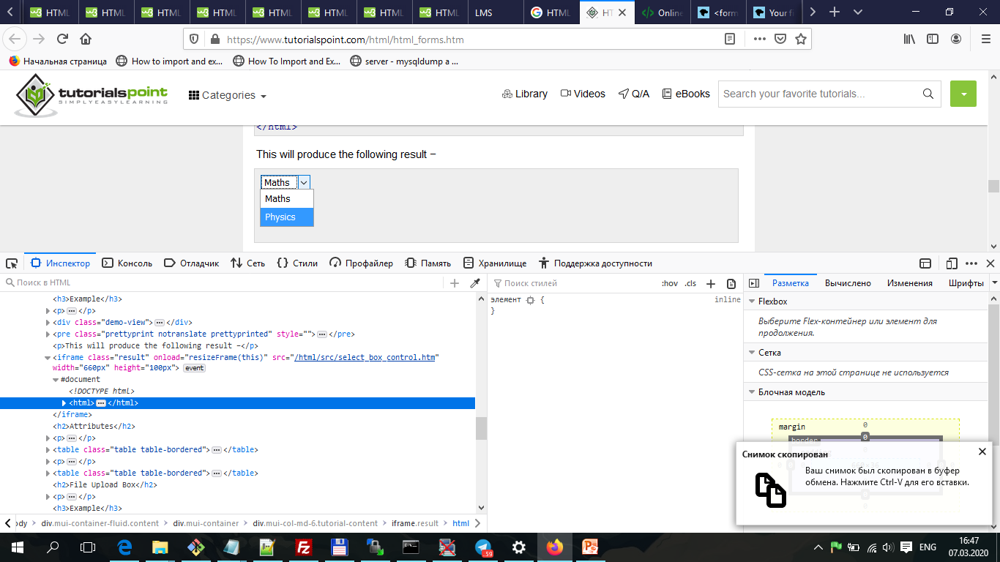 HTML HTML HTML HTML HTML HTML HTML HTML LMS HTML HT Online <form Your fi
https://www.tutorialspoint.com/html/html_forms.htm
Начальная страница How to import and ex... How To Import and Ex... server - mysqldump a ...
tutorialspoint
SIMPLYEASYLEARNING
Categories
Library Videos Q/A eBooks Search your favorite tutorials...
</html>
This will produce the following result −
Maths
Maths
Physics
Инспектор Консоль Отладчик Сеть Стили Профайлер Память Хранилище Поддержка доступности
Поиск в HTML
<h3>Example</h3>
<p></p>
<div class="demo-view"></div>
<pre class="prettyprint notranslate prettyprinted" style=""></pre>
<p>This will produce the following result −</p>
<iframe class="result" onload="resizeFrame(this)" src="/html/src/select_box_control.htm"
width="660px" height="100px"> event
#document
<!DOCTYPE html>
<html></html>
</iframe>
<h2>Attributes</h2>
<p></p>
<table class="table table-bordered"></table>
<p></p>
<table class="table table-bordered"></table>
<h2>File Upload Box</h2>
<p></p>
<h3>Example</h3>
ody div.mui-container-fluid.content div.mui-container div.mui-col-md-6.tutorial-content iframe.result html
Поиск стилей :hov .cls
элемент { inline
}
Разметка Вычислено Изменения Шрифты
Flexbox
Выберите Flex-контейнер или элемент для
продолжения.
Сетка
CSS-сетка на этой странице не используется
Блочная модель
margin 0
border 0
Снимок скопирован
Ваш снимок был скопирован в буфер
обмена. Нажмите Ctrl-V для его вставки.
59
ENG
16:47
07.03.2020